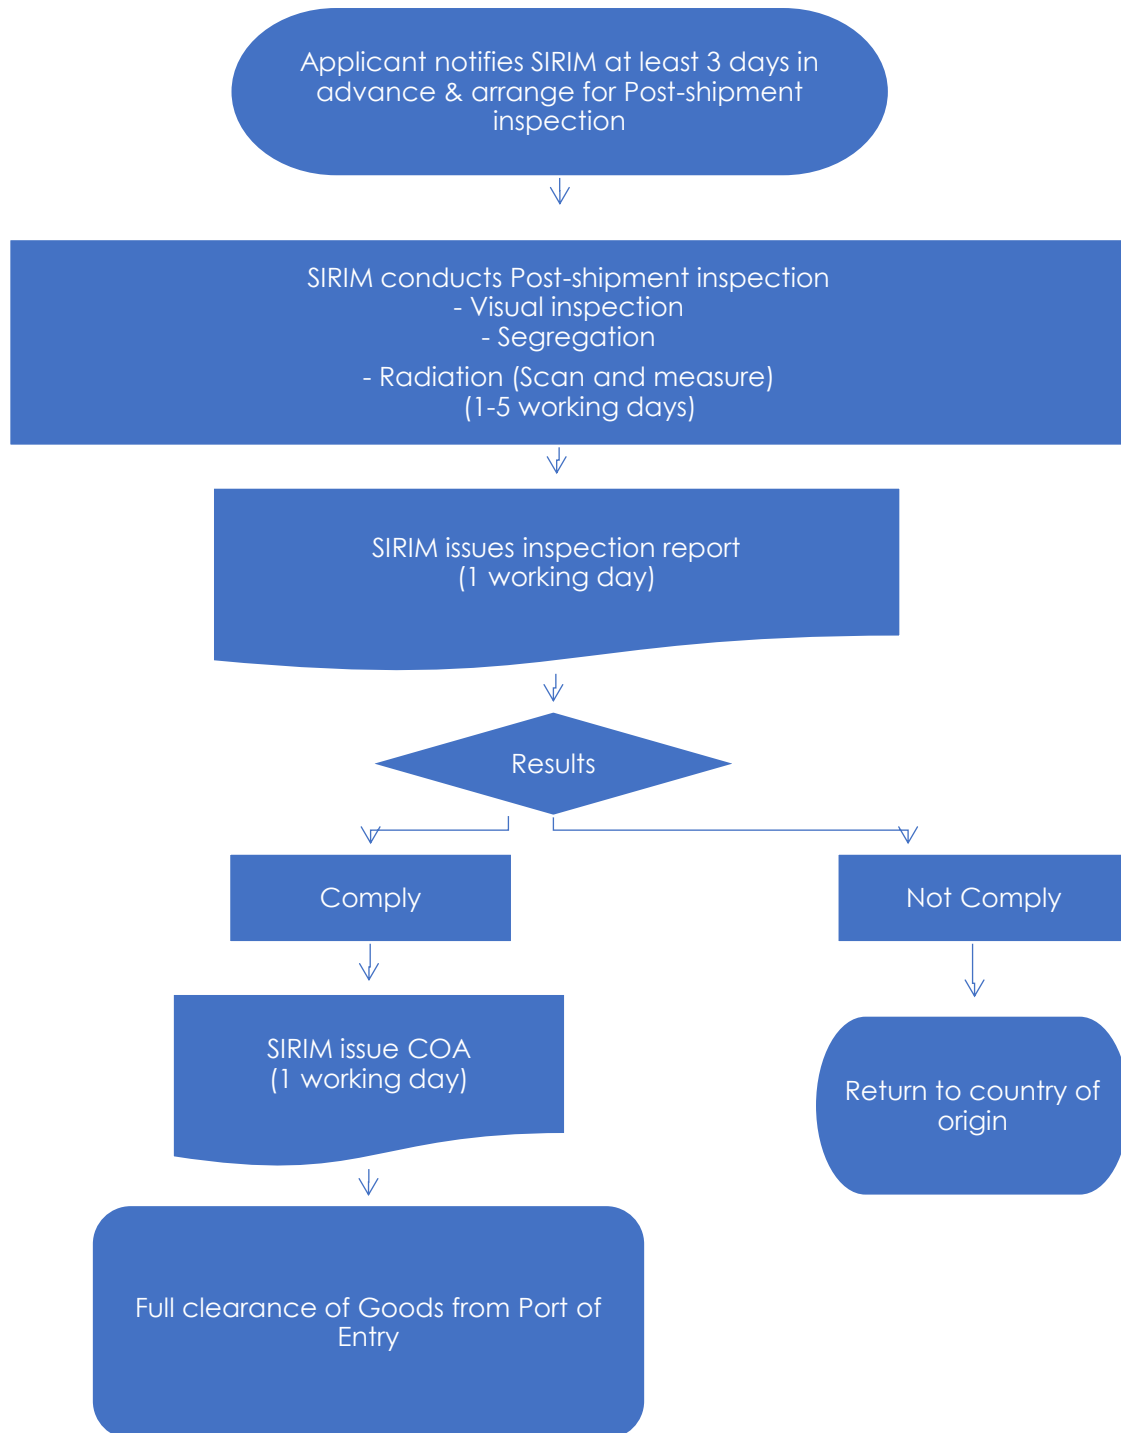 Applicant notifies SIRIM at least 3 days in
advance & arrange for Post-shipment
inspection
SIRIM conducts Post-shipment inspection
- Visual inspection
- Segregation
- Radiation (Scan and measure)
(1-5 working days)
SIRIM issues inspection report
(1 working day)
Results
Comply
Not Comply
SIRIM issue COA
(1 working day)
Return to country of
origin
Full clearance of Goods from Port of
Entry